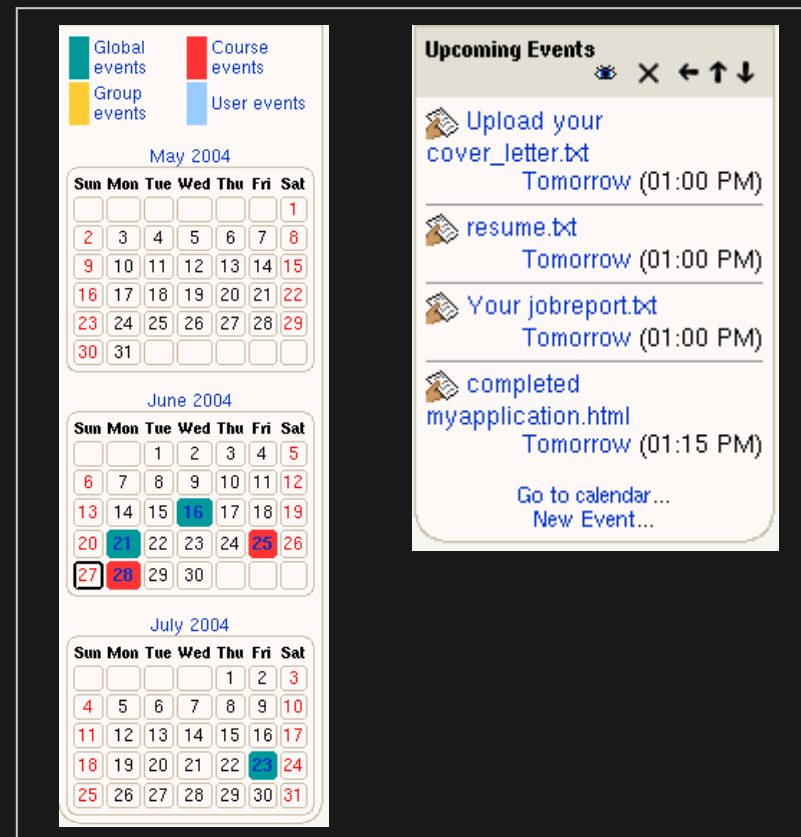 Global events
Course events
Group events
User events
May 2004
Sun Mon Tue Wed Thu Fri Sat
1
2 3 4 5 6 7 8
9 10 11 12 13 14 15
16 17 18 19 20 21 22
23 24 25 26 27 28 29
30 31
June 2004
Sun Mon Tue Wed Thu Fri Sat
1 2 3 4 5
6 7 8 9 10 11 12
13 14 15 16 17 18 19
20 21 22 23 24 25 26
27 28 29 30
July 2004
Sun Mon Tue Wed Thu Fri Sat
1 2 3
4 5 6 7 8 9 10
11 12 13 14 15 16 17
18 19 20 21 22 23 24
25 26 27 28 29 30 31
Upcoming Events
Upload your
cover_letter.txt
Tomorrow (01:00 PM)
resume.txt
Tomorrow (01:00 PM)
Your jobreport.txt
Tomorrow (01:00 PM)
completed
myapplication.html
Tomorrow (01:15 PM)
Go to calendar...
New Event...